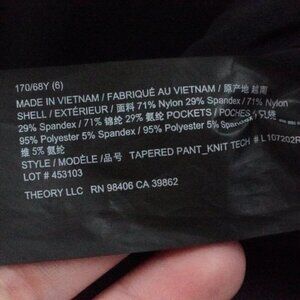 170/68Y (6)
MADE IN VIETNAM / FABRIQUÉ AU VIETNAM / 原产地 越南
SHELL / EXTÉRIEUR / 面料 71% Nylon 29% Spandex / 71% Nylon
29% Spandex / 71% 锦纶 29% 氨纶 POCKETS / POCHES /
95% Polyester 5% Spandex / 95% Polyester 5% Spandex / 95%
维 5% 氨纶
STYLE / MODÈLE / 品号 TAPERED PANT_KNIT TECH # L107202R
LOT # 453103
THEORY LLC RN 98406 CA 39862